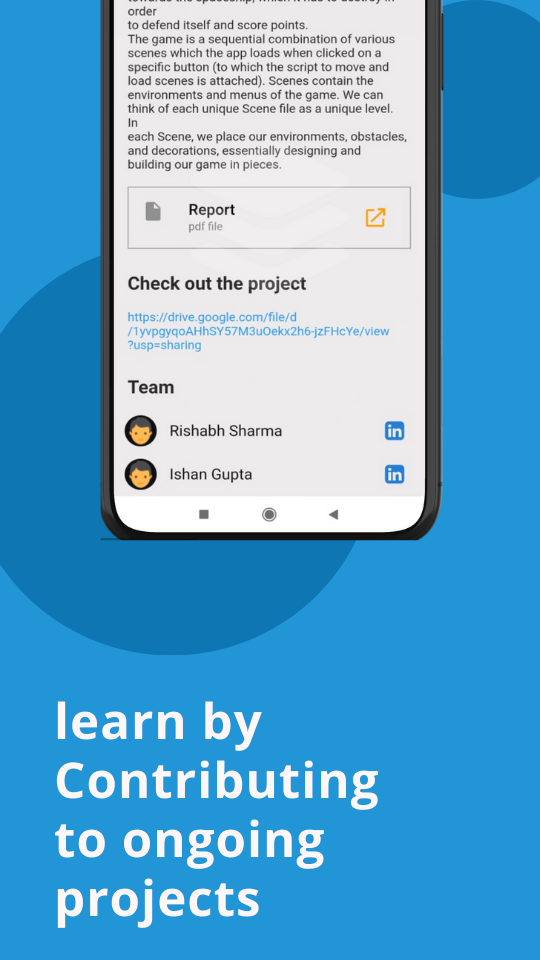 towards the spaceship, which it has to destroy in
order
to defend itself and score points.
The game is a sequential combination of various
scenes which the app loads when clicked on a
specific button (to which the script to move and
load scenes is attached). Scenes contain the
environments and menus of the game. We can
think of each unique Scene file as a unique level.
In
each Scene, we place our environments, obstacles,
and decorations, essentially designing and
building our game in pieces.
Report
pdf file
Check out the project
https://drive.google.com/file/d
/1yvpgyqoAHhSY57M3uOekx2h6-jzFHcYe/view
?usp=sharing
Team
Rishabh Sharma
in
Ishan Gupta
in
learn by
Contributing
to ongoing
projects